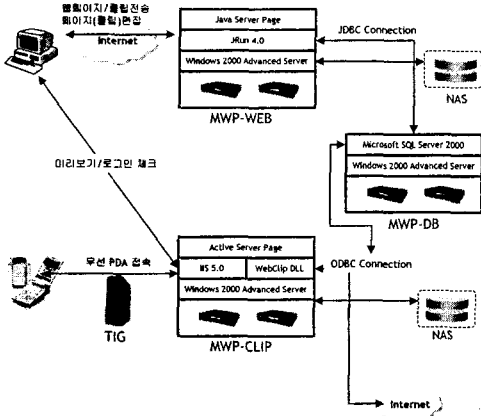 웹페이지/클립전송
페이지(클립)편집
Internet
Java Server Page
JRun 4.0
Windows 2000 Advanced Server
MWP-WEB
JDBC Connection
NAS
Microsoft SQL Server 2000
Windows 2000 Advanced Server
MWP-DB
미리보기/로그인 체크
Active Server Page
IIS 5.0
WebClip DLL
Windows 2000 Advanced Server
MWP-CLIP
ODBC Connection
무선 PDA 접속
TIG
NAS
Internet